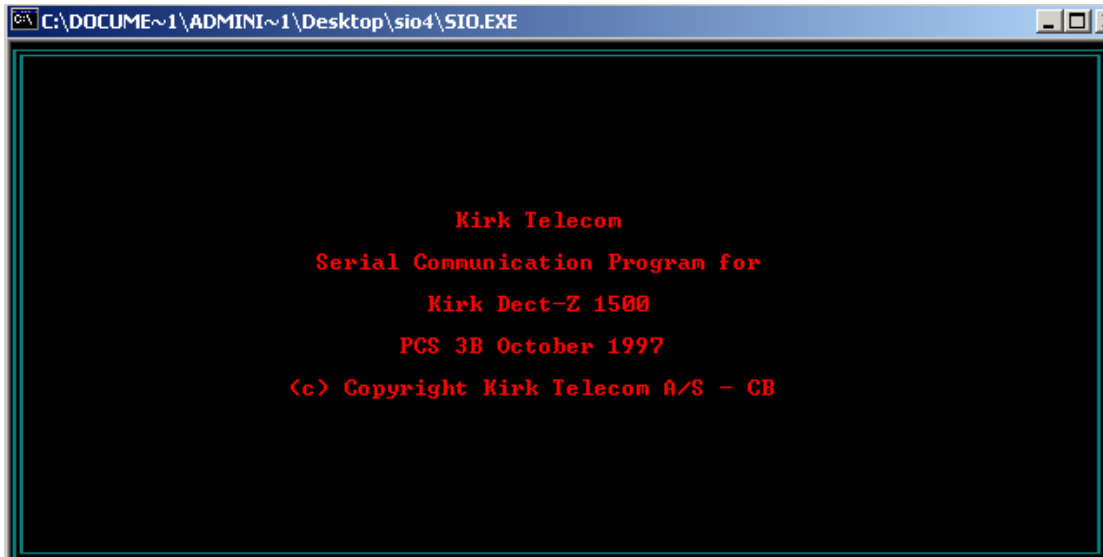 C:\DOCUME~1\ADMINI~1\Desktop\sio4\SIO.EXE
Kirk Telecom
Serial Communication Program for
Kirk Dect-Z 1500
PCS 3B October 1997
(c) Copyright Kirk Telecom A/S - CB